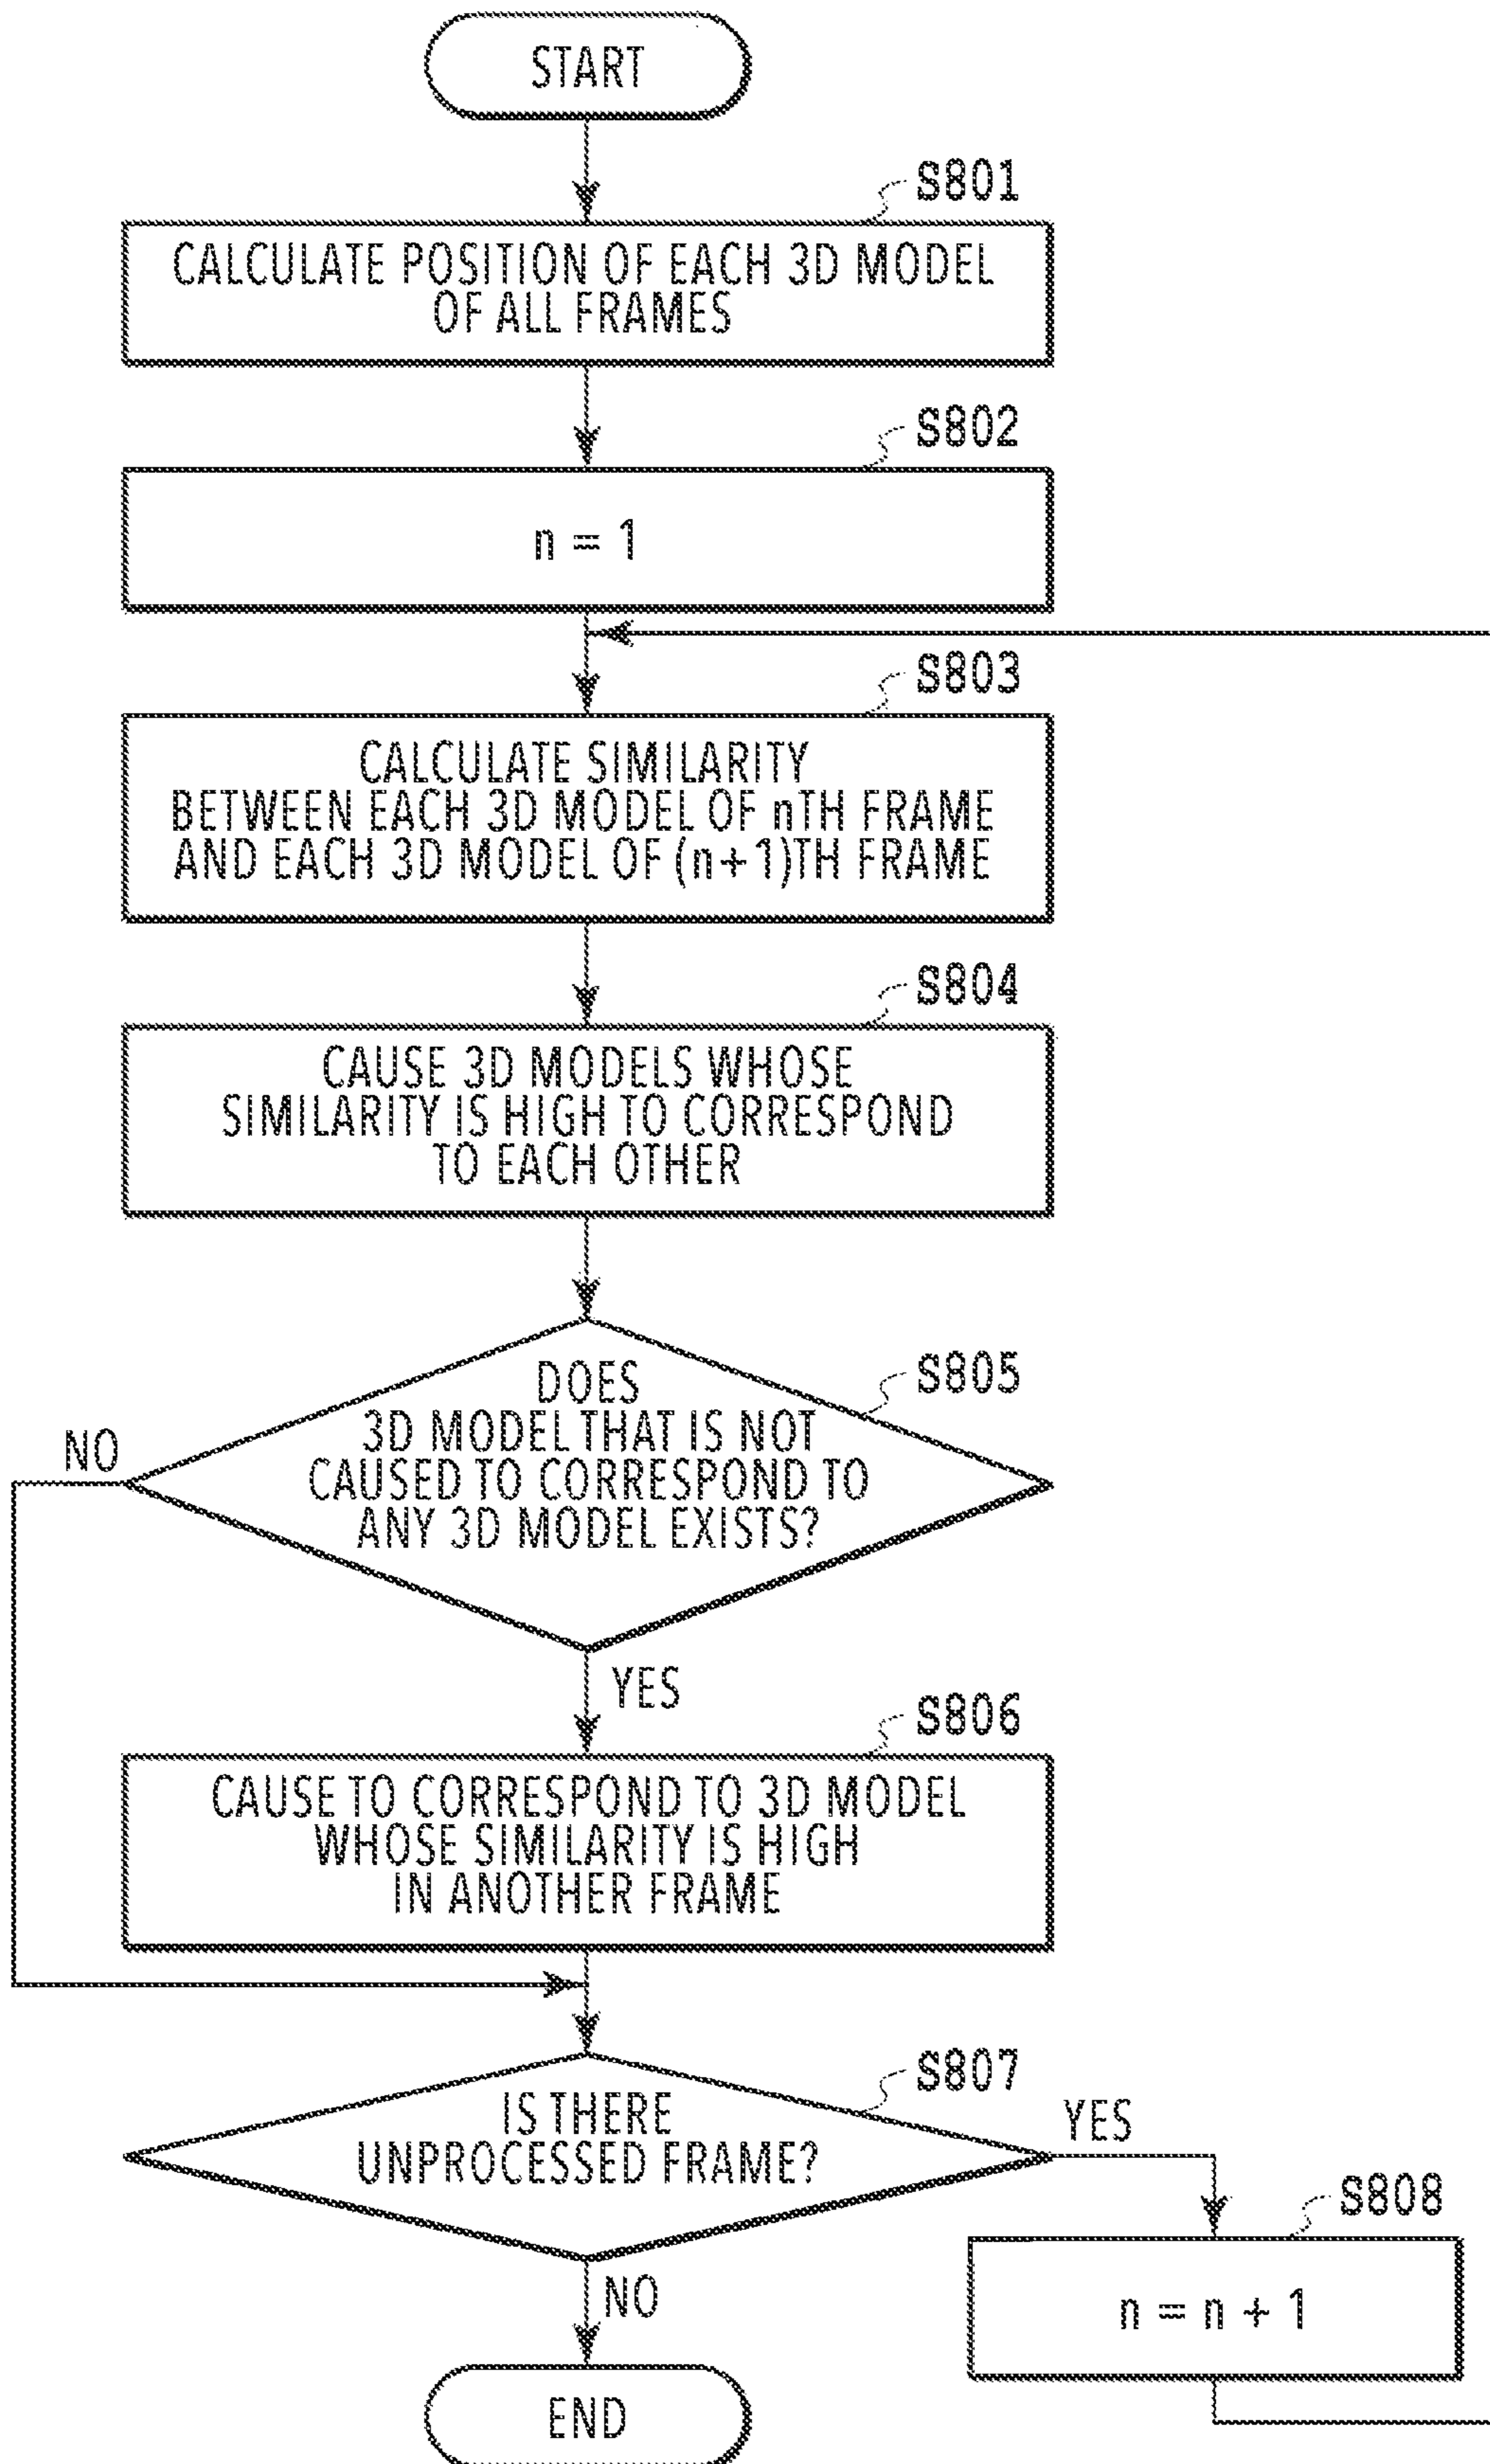 START
S801
CALCULATE POSITION OF EACH 3D MODEL
OF ALL FRAMES
S802
n = 1
S803
CALCULATE SIMILARITY
BETWEEN EACH 3D MODEL OF nTH FRAME
AND EACH 3D MODEL OF (n+1)TH FRAME
S804
CAUSE 3D MODELS WHOSE
SIMILARITY IS HIGH TO CORRESPOND
TO EACH OTHER
S805
DOES
3D MODEL THAT IS NOT
CAUSED TO CORRESPOND TO
ANY 3D MODEL EXISTS?
NO
YES
S806
CAUSE TO CORRESPOND TO 3D MODEL
WHOSE SIMILARITY IS HIGH
IN ANOTHER FRAME
S807
IS THERE
UNPROCESSED FRAME?
YES
S808
n = n + 1
NO
END